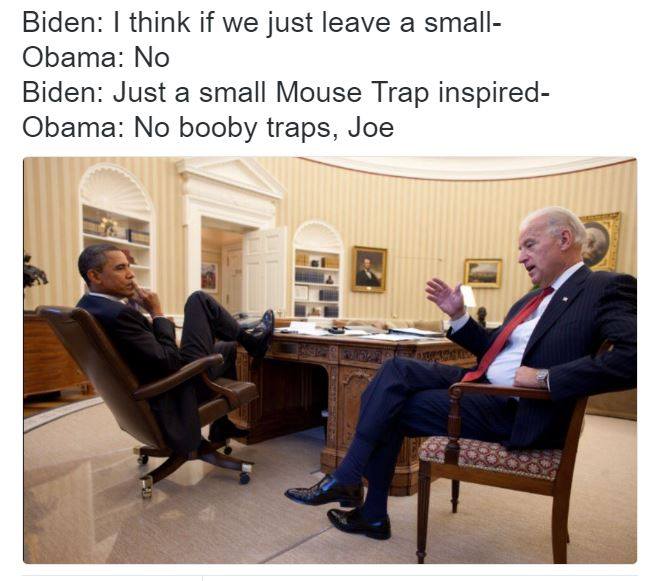 Biden: I think if we just leave a small-
Obama: No
Biden: Just a small Mouse Trap inspired-
Obama: No booby traps, Joe